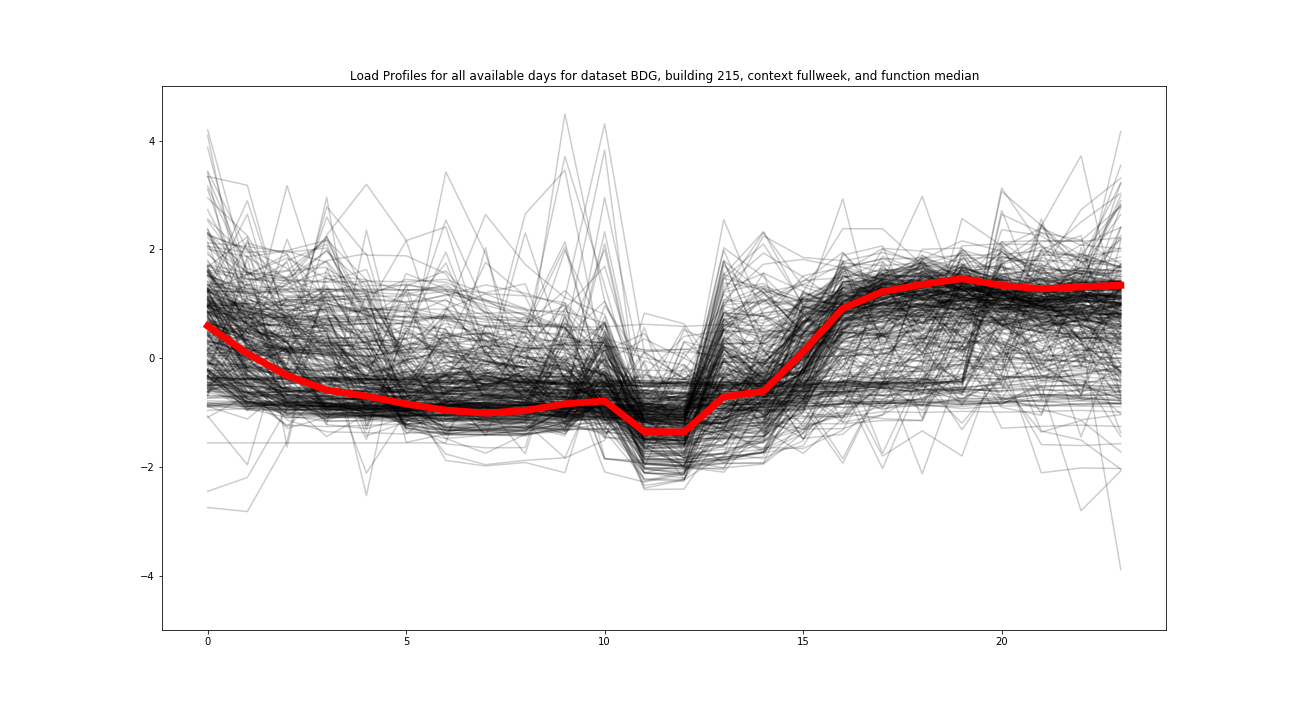 Load Profiles for all available days for dataset BDG, building 215, context fullweek, and function median
4
2
0
−2
−4
0 5 10 15 20